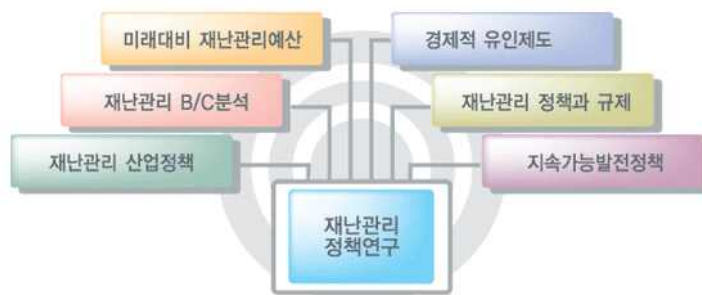 미래대비 재난관리예산
경제적 유인제도
재난관리 B/C분석
재난관리 정책과 규제
재난관리 산업정책
지속가능발전정책
재난관리
정책연구